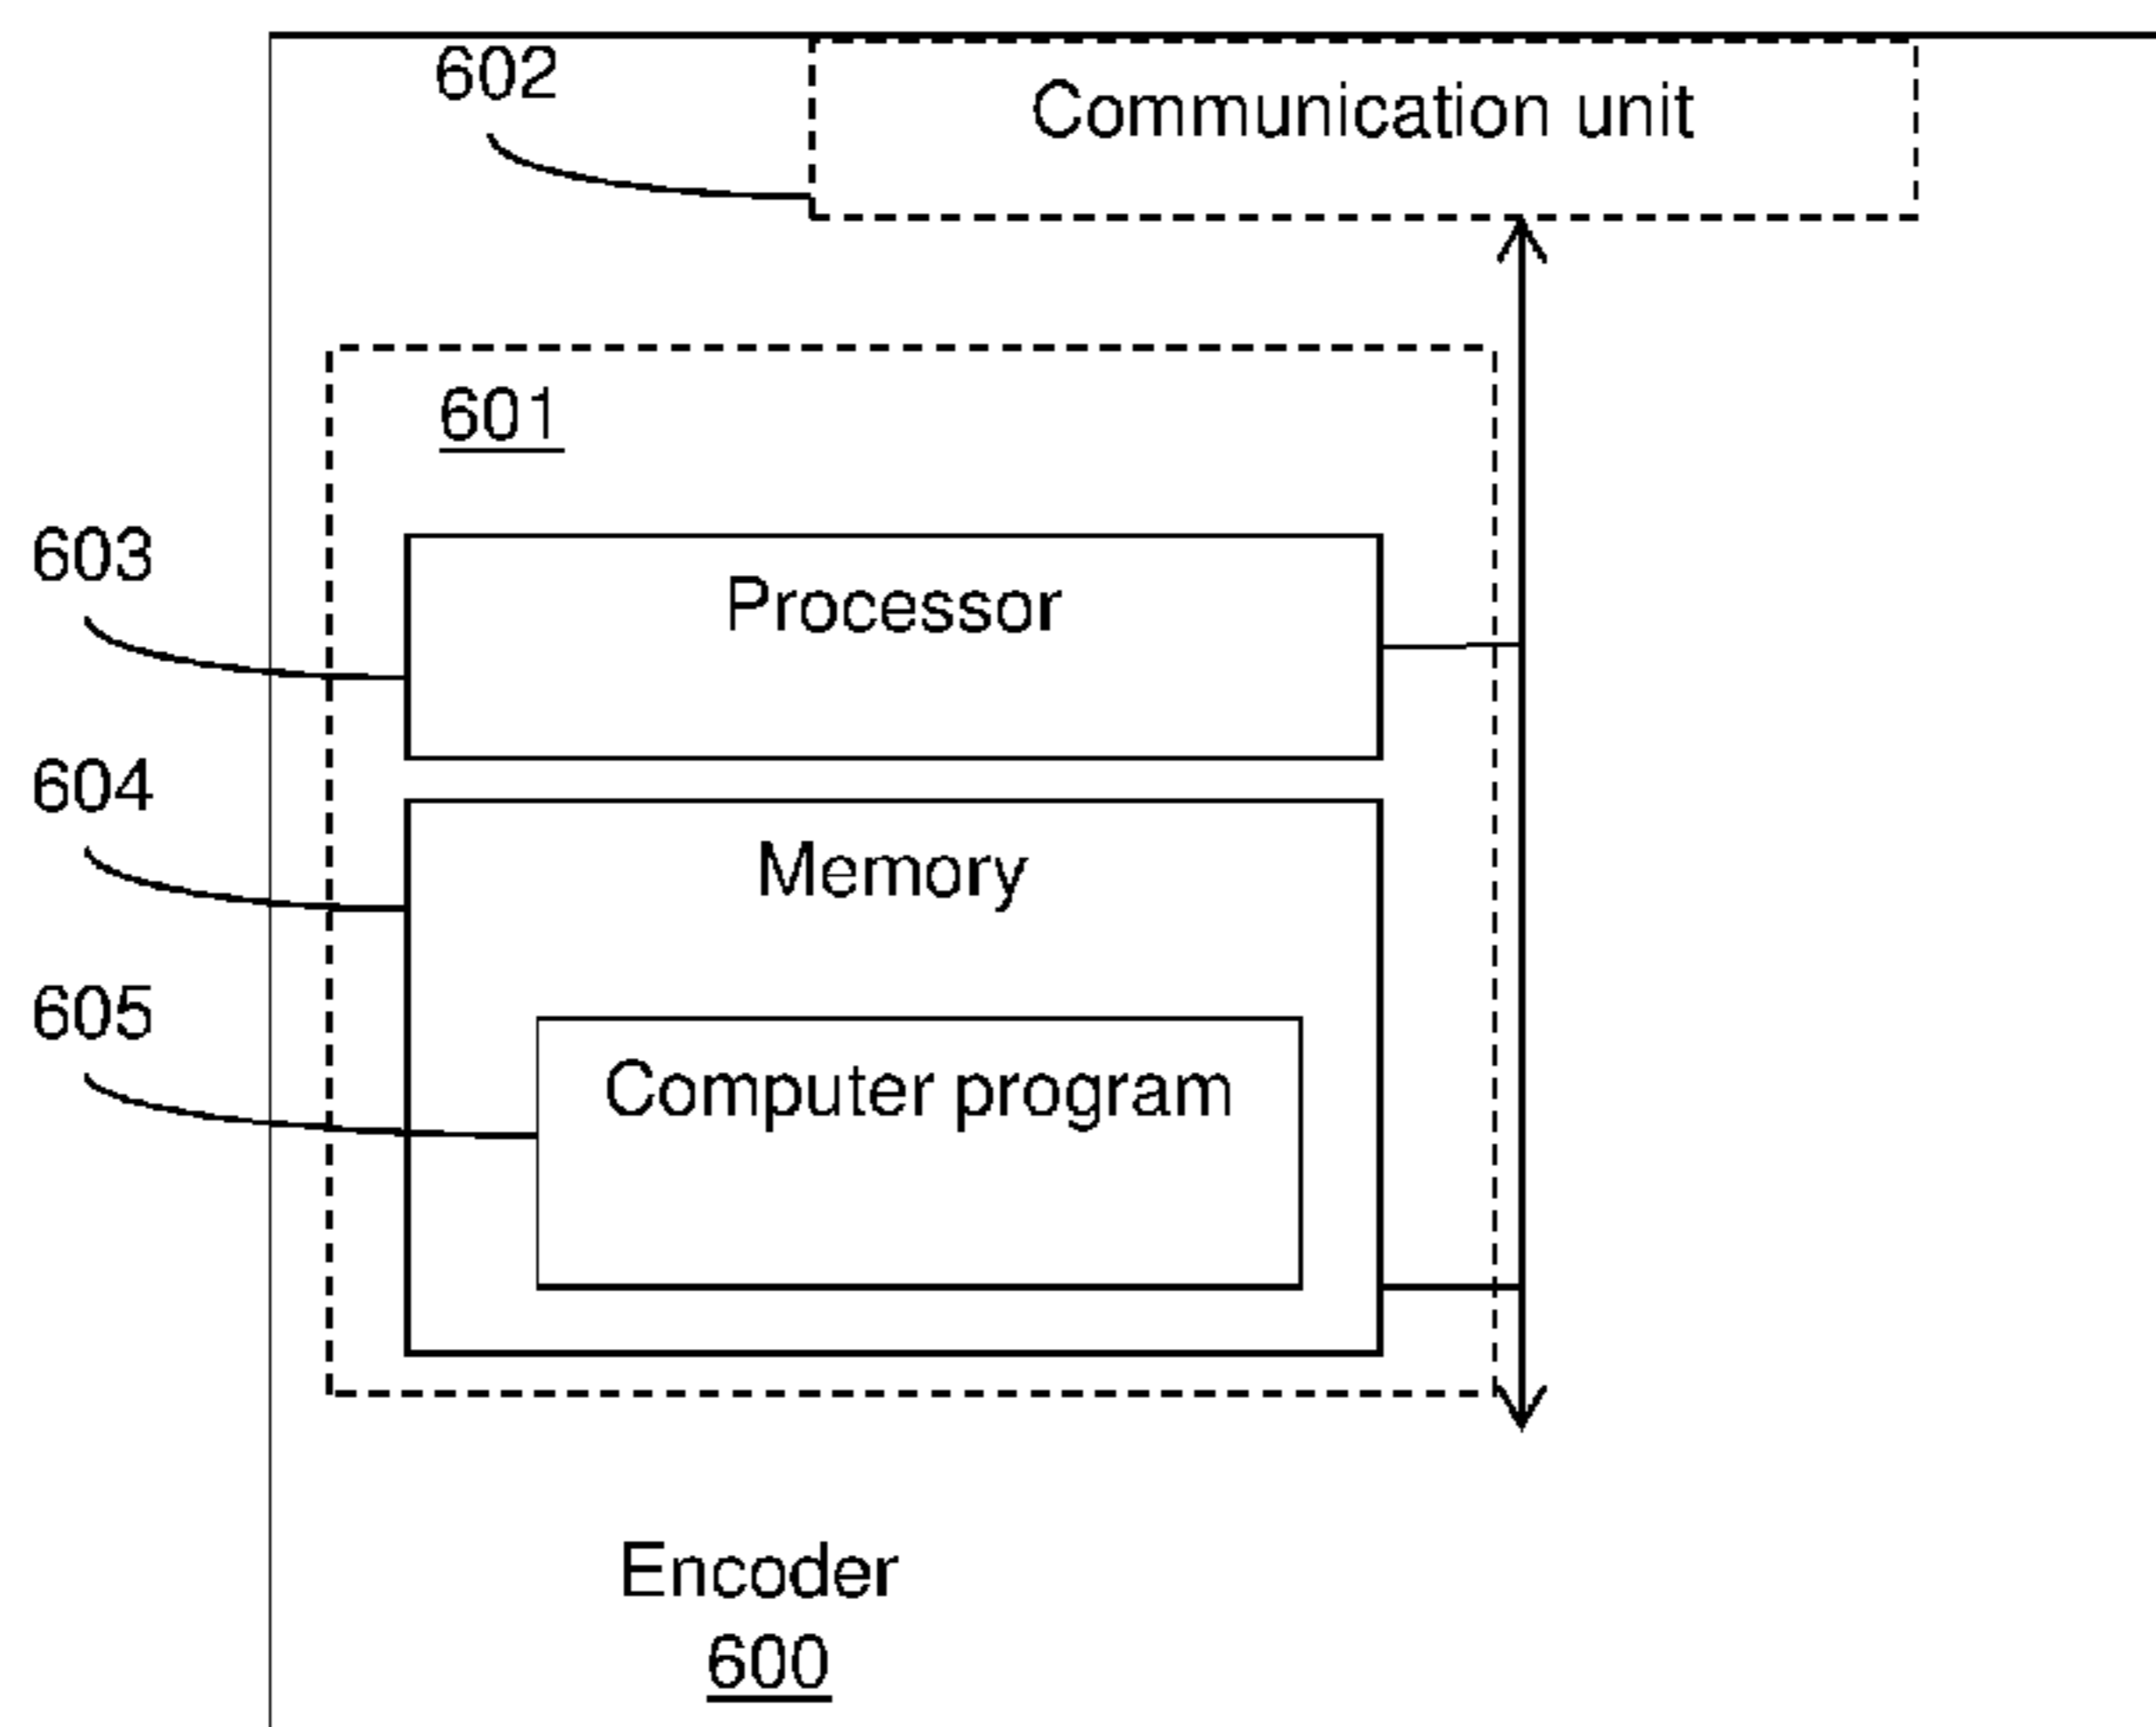 602
Communication unit
601
603
Processor
604
Memory
605
Computer program
Encoder
600